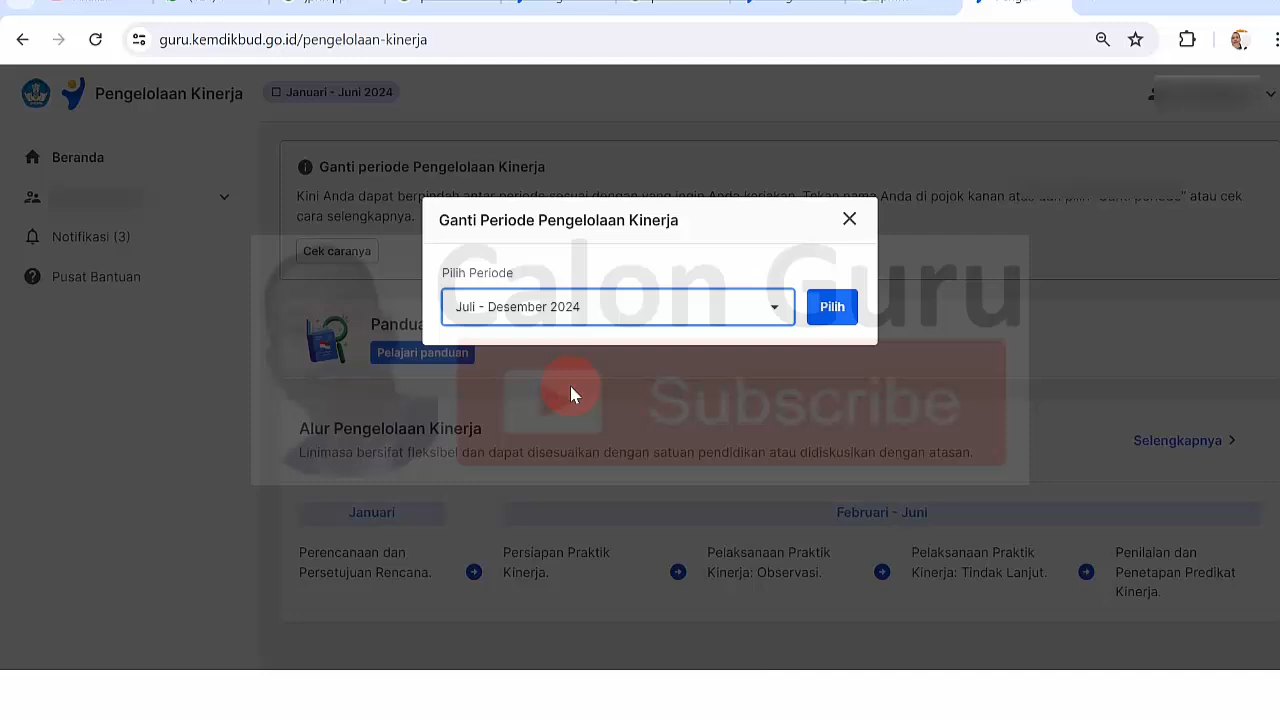 guru.kemdikbud.go.id/pengelolaan-kinerja
Pengelolaan Kinerja
Januari - Juni 2024
Beranda
Notifikasi (3)
Pusat Bantuan
Ganti periode Pengelolaan Kinerja
Kini Anda dapat berpindah antar periode sesuai dengan yang ingin Anda kerjakan. Tekan nama Anda di pojok kanan atas dan pilih "Ganti periode" atau cek
cara selengkapnya.
Cek caranya
Ganti Periode Pengelolaan Kinerja
Pilih Periode
Juli - Desember 2024
Pilih
Calon Guru
Subscribe
Pelajari panduan
Alur Pengelolaan Kinerja
Selengkapnya
Linimasa bersifat fleksibel dan dapat disesuaikan dengan satuan pendidikan atau didiskusikan dengan atasan.
Januari
Februari - Juni
Perencanaan dan
Persetujuan Rencana.
Persiapan Praktik
Kinerja.
Pelaksanaan Praktik
Kinerja: Observasi.
Pelaksanaan Praktik
Kinerja: Tindak Lanjut.
Penilaian dan
Penetapan Predikat
Kinerja.